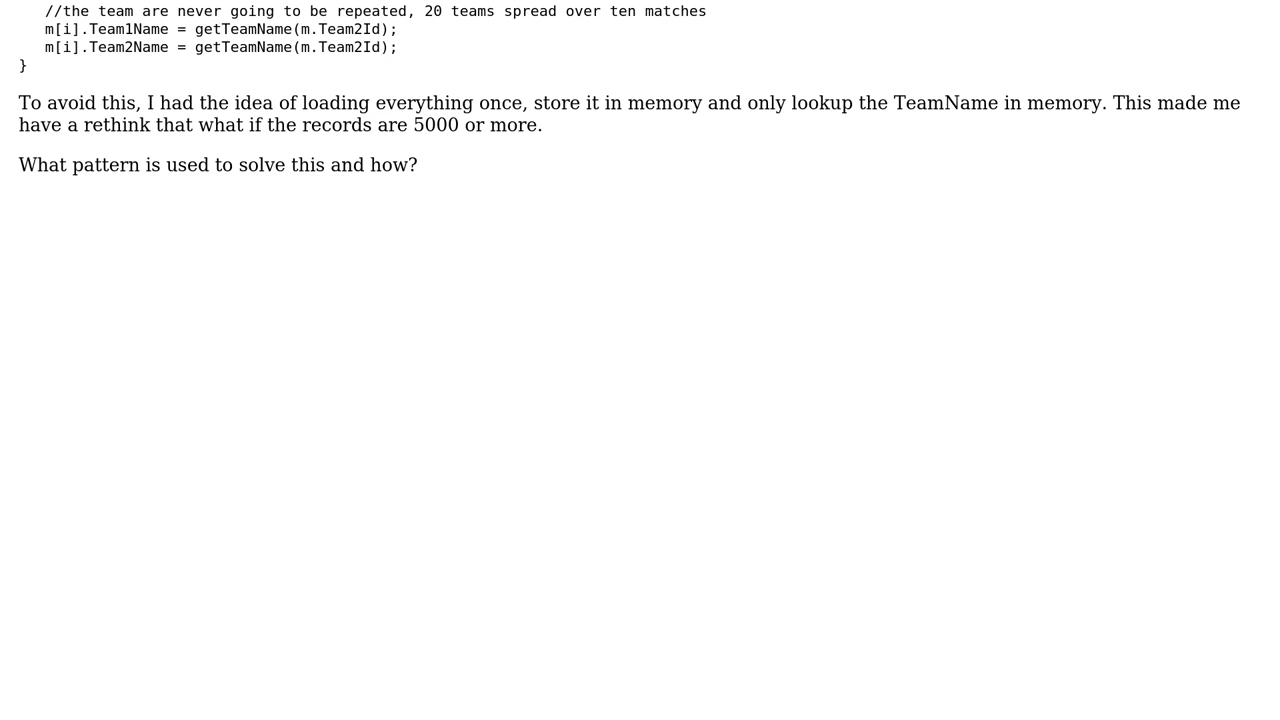 //the team are never going to be repeated, 20 teams spread over ten matches
m[i].Team1Name = getTeamName(m.Team2Id);
m[i].Team2Name = getTeamName(m.Team2Id);
}
To avoid this, I had the idea of loading everything once, store it in memory and only lookup the TeamName in memory. This made me
have a rethink that what if the records are 5000 or more.
What pattern is used to solve this and how?